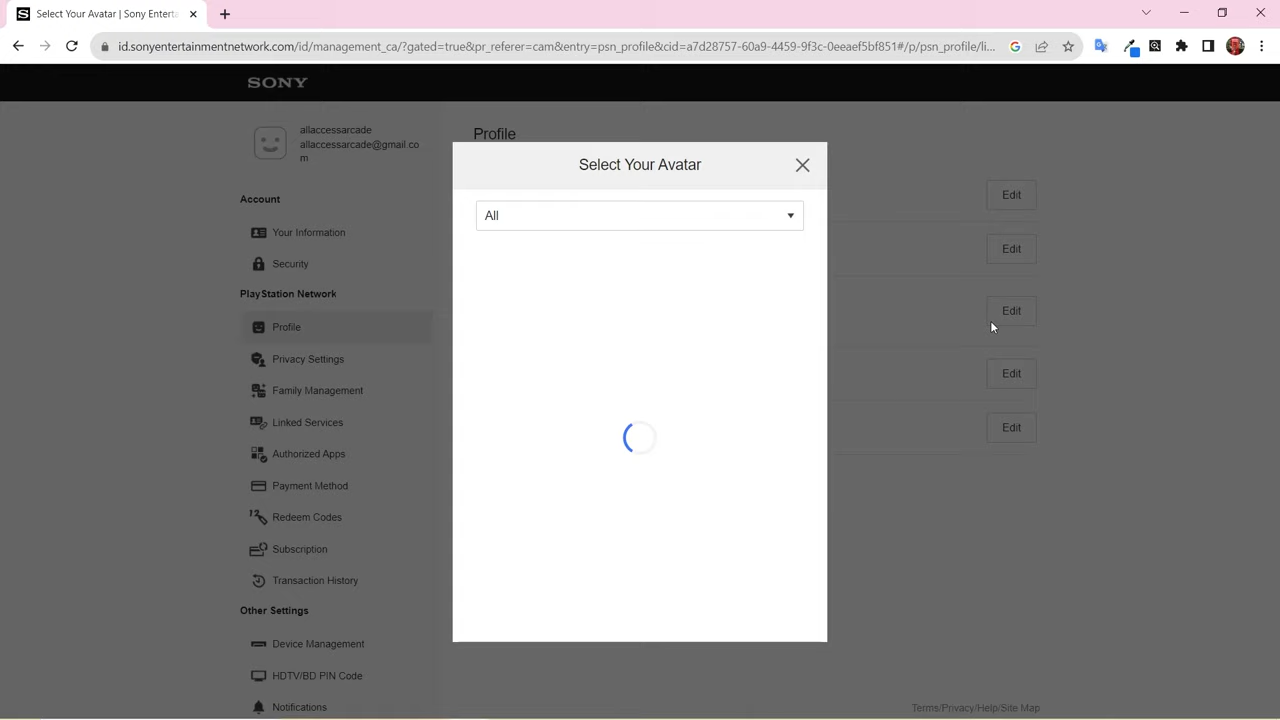 Select Your Avatar | Sony Enterta
id.sonyentertainmentnetwork.com/id/management_ca/?gated=true&pr_referer=cam&entry=psn_profile&cid=a7d28757-60a9-4459-9f3c-0eeaef5bf851#/p/psn_profile/li...
SONY
allaccessarcade
allaccessarcade@gmail.co
m
Account
Your Information
Security
PlayStation Network
Profile
Privacy Settings
Family Management
Linked Services
Authorized Apps
Payment Method
Redeem Codes
Subscription
Transaction History
Other Settings
Device Management
HDTV/BD PIN Code
Notifications
Profile
Select Your Avatar
All
Edit
Edit
Edit
Edit
Edit
Terms/Privacy/Help/Site Map